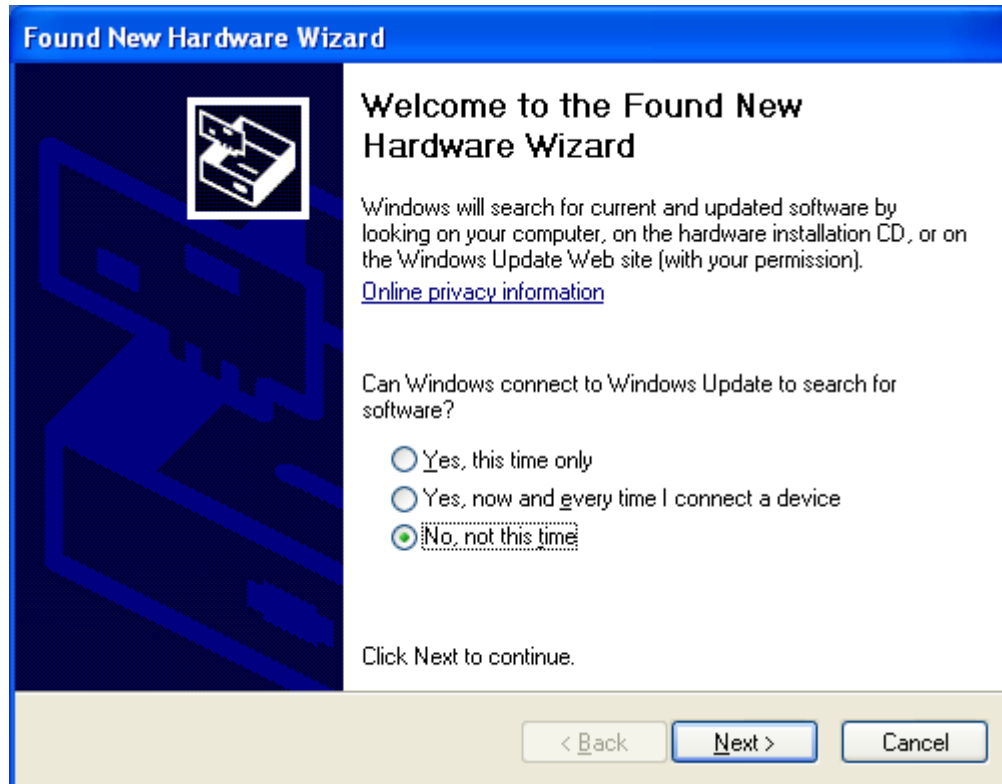 Found New Hardware Wizard
Welcome to the Found New
Hardware Wizard
Windows will search for current and updated software by
looking on your computer, on the hardware installation CD, or on
the Windows Update Web site (with your permission).
Online privacy information
Can Windows connect to Windows Update to search for
software?
Yes, this time only
Yes, now and every time I connect a device
No, not this time
Click Next to continue.
< Back
Next >
Cancel